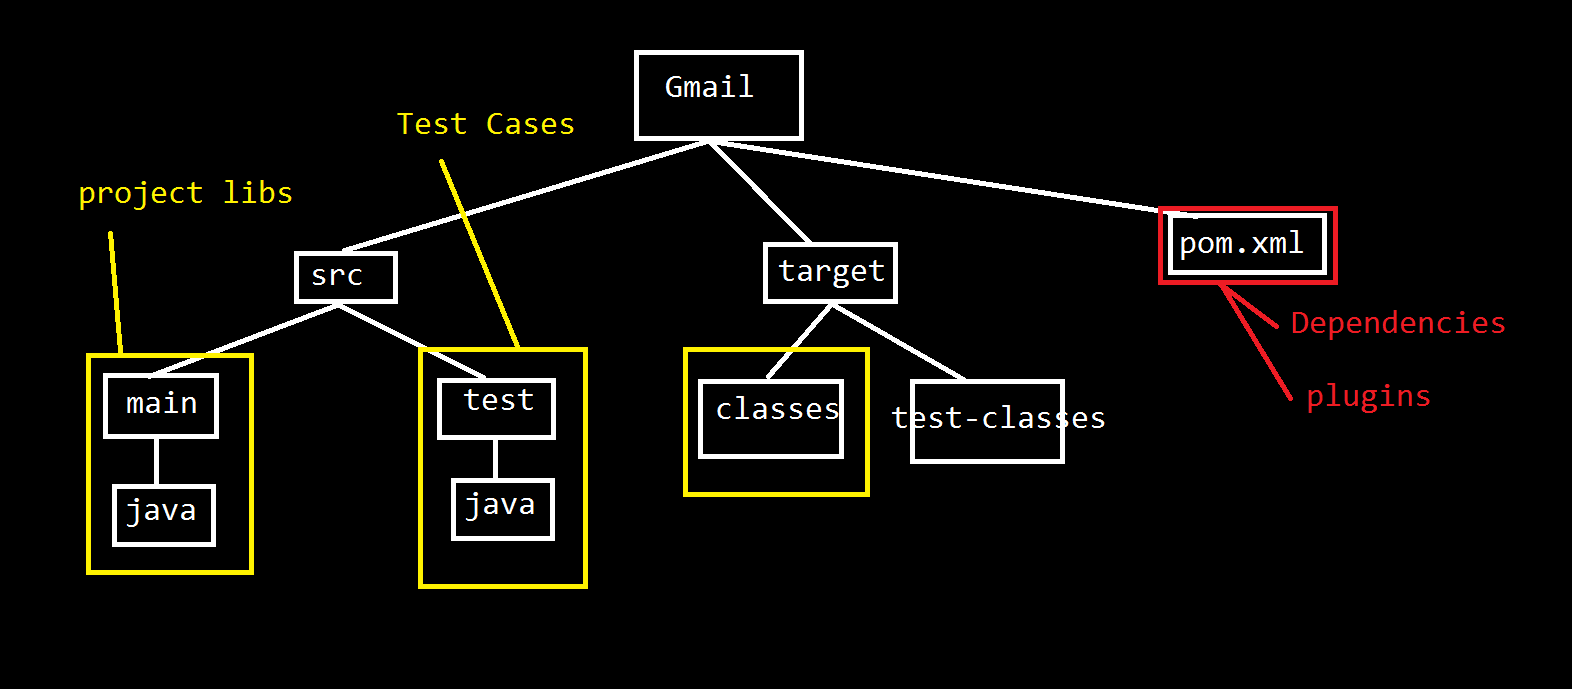 Gmail
Test Cases
project libs
src
target
pom.xml
Dependencies
main
test
classes
test-classes
plugins
java
java